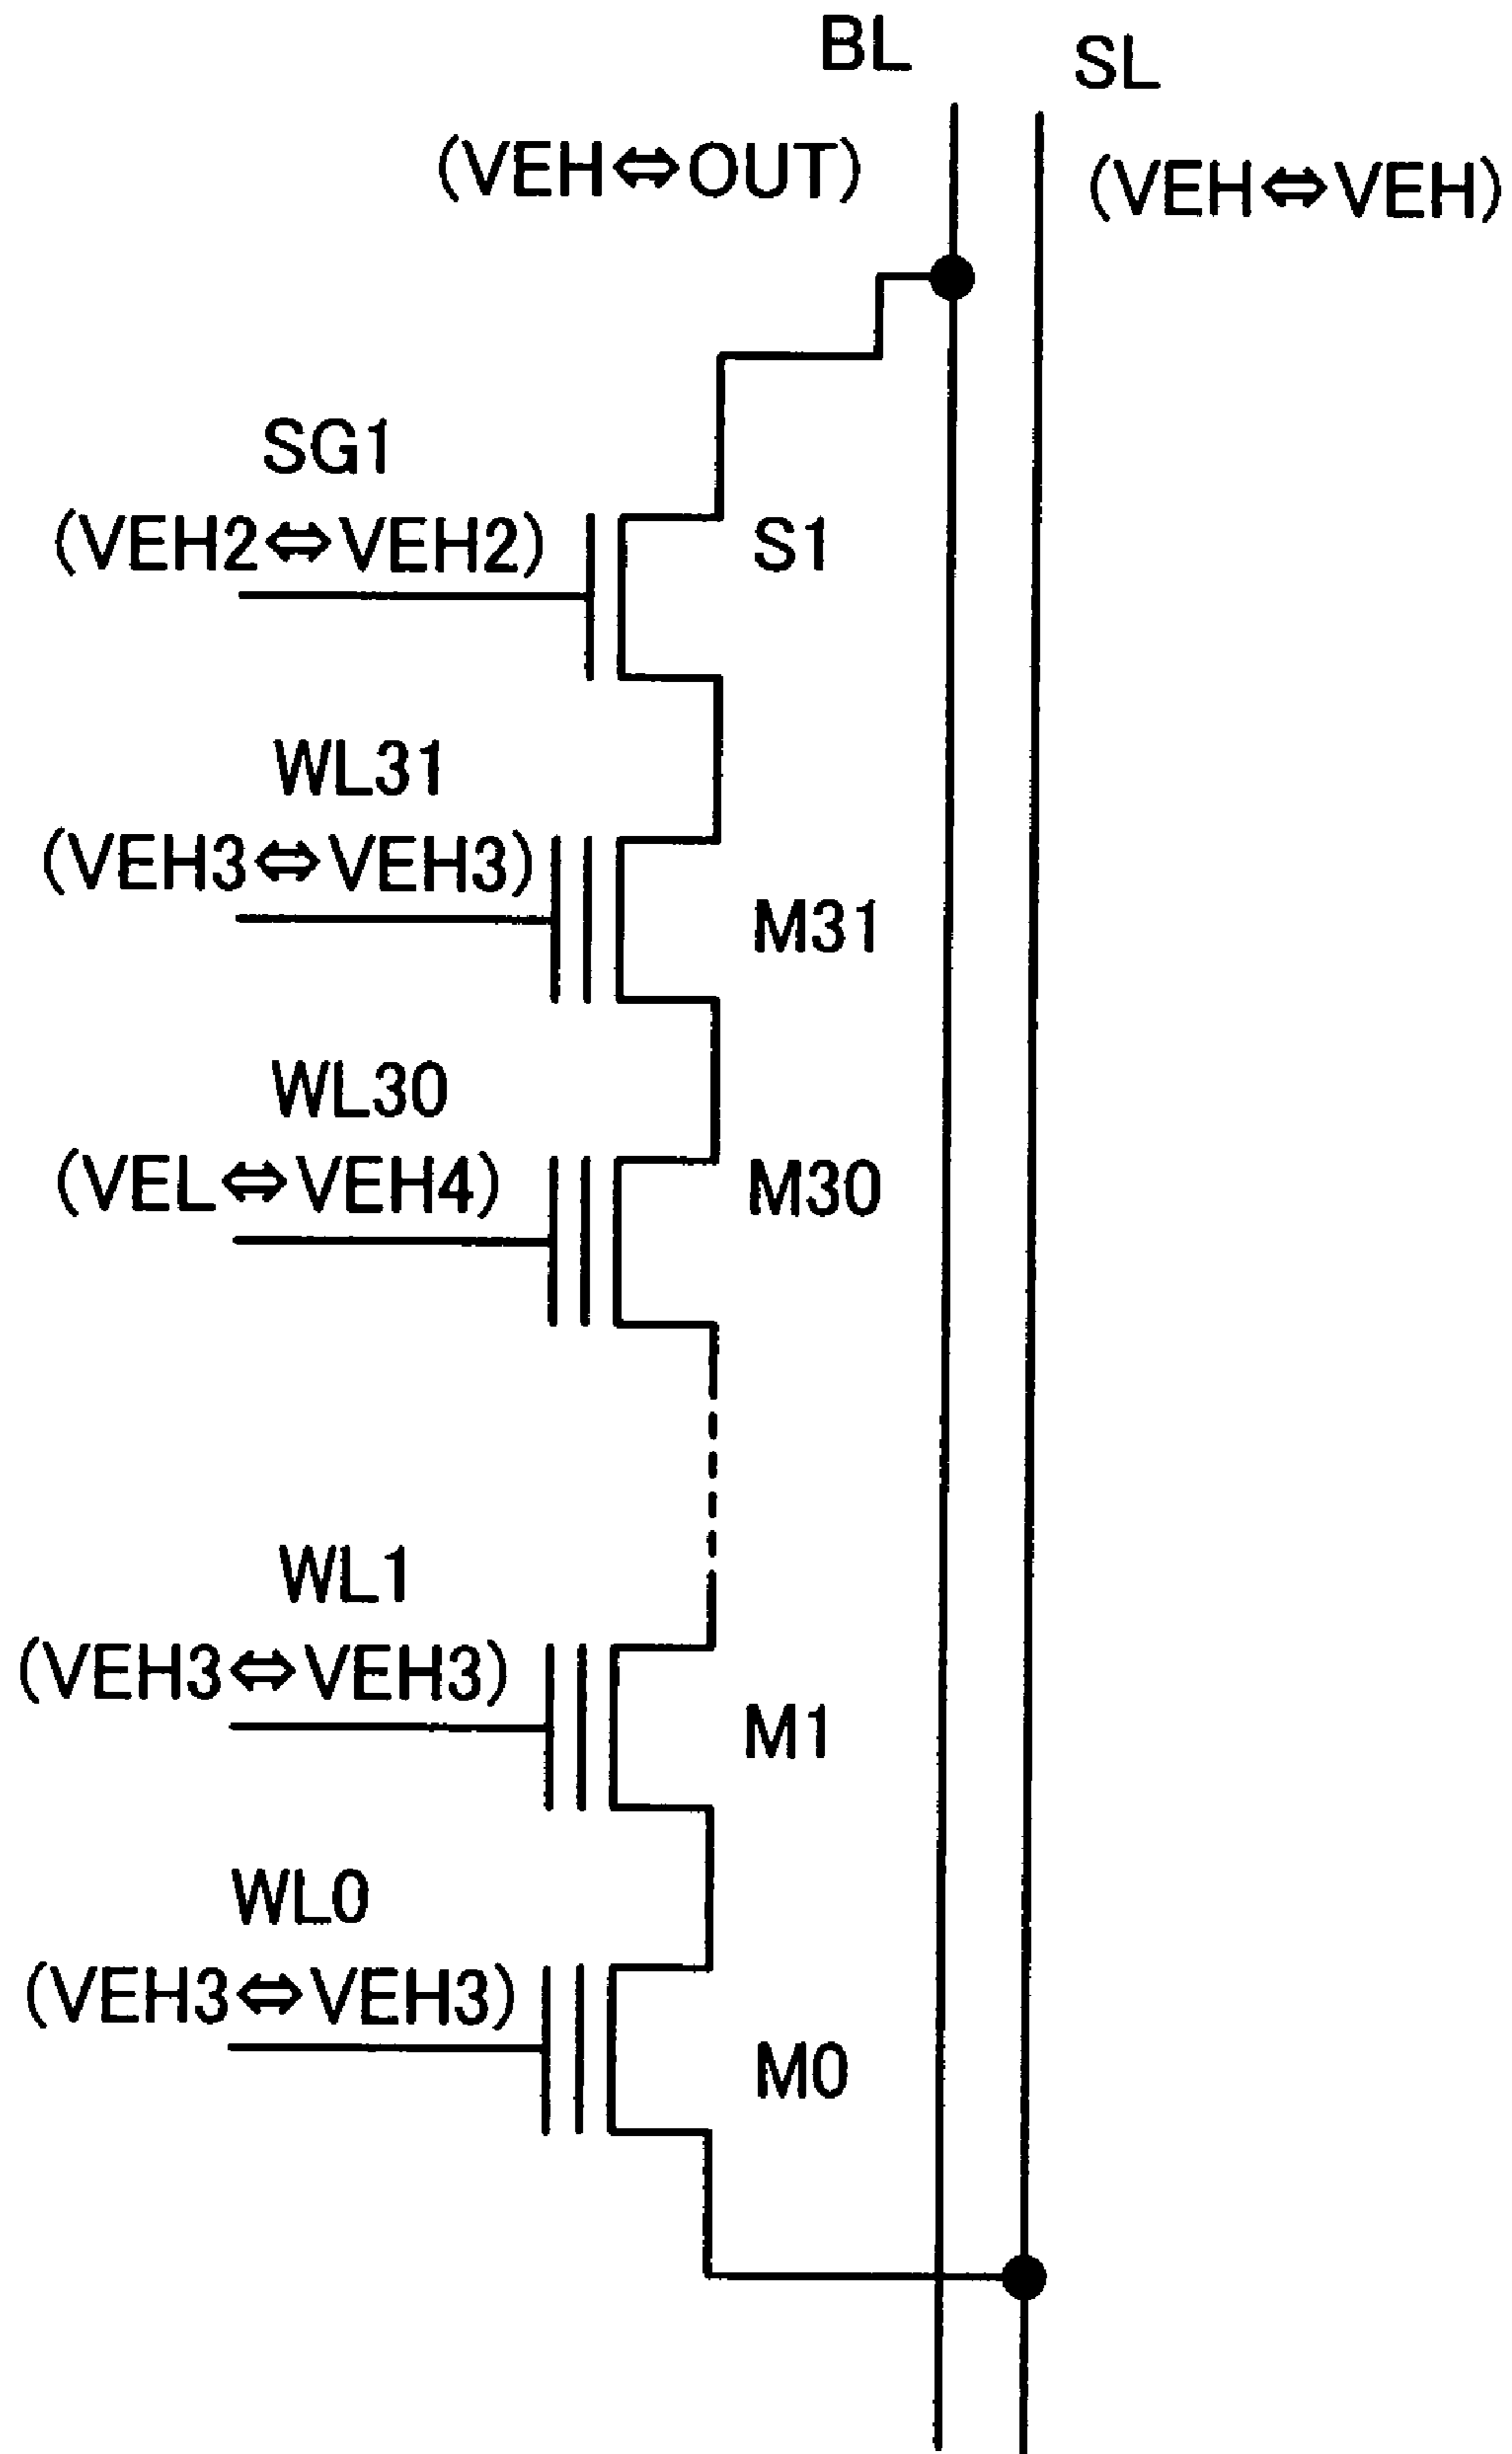 BL
SL
(VEH⇔OUT)
(VEH⇔VEH)
SG1
(VEH2⇔VEH2)
S1
WL31
(VEH3⇔VEH3)
M31
WL30
(VEL⇔VEH4)
M30
WL1
(VEH3⇔VEH3)
M1
WL0
(VEH3⇔VEH3)
M0